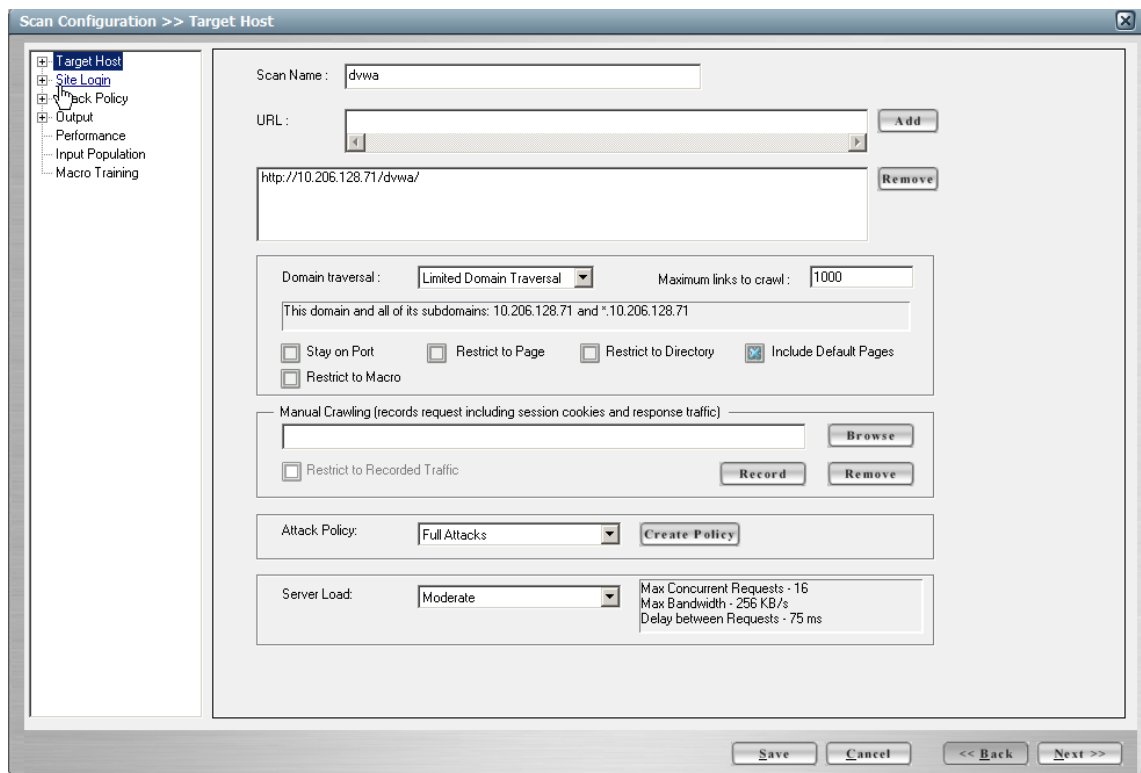 Scan Configuration >> Target Host
Target Host
Site Login
ack Policy
Output
Performance
Input Population
Macro Training
Scan Name : dvwa
URL : Add
http://10.206.128.71/dvwa/ Remove
Domain traversal : Limited Domain Traversal Maximum links to crawl : 1000
This domain and all of its subdomains: 10.206.128.71 and *.10.206.128.71
Stay on Port Restrict to Page Restrict to Directory Include Default Pages
Restrict to Macro
Manual Crawling (records request including session cookies and response traffic)
Browse
Restrict to Recorded Traffic Record Remove
Attack Policy: Full Attacks Create Policy
Server Load: Moderate
Max Concurrent Requests - 16
Max Bandwidth - 256 KB/s
Delay between Requests - 75 ms
Save Cancel << Back Next >>